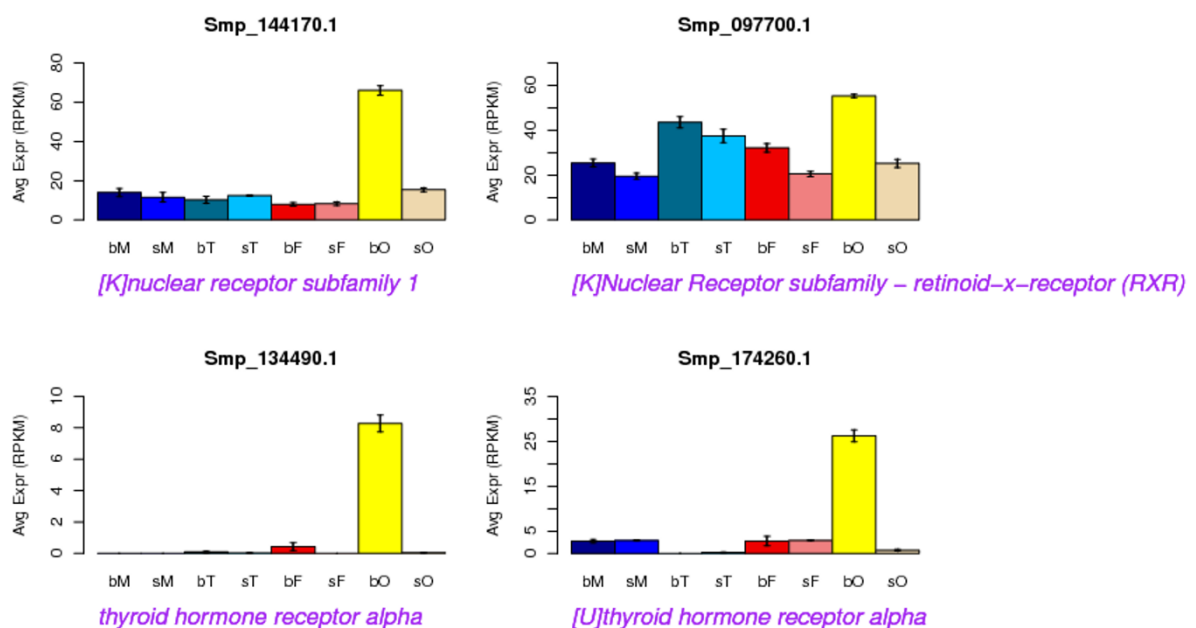 Smp_144170.1
Smp_097700.1
Avg Expr (RPKM)
80
60
40
20
0
bM sM bT sT bF sF bO sO
[K]nuclear receptor subfamily 1
Avg Expr (RPKM)
60
40
20
0
bM sM bT sT bF sF bO sO
[K]Nuclear Receptor subfamily – retinoid–x–receptor (RXR)
Smp_134490.1
Smp_174260.1
Avg Expr (RPKM)
10
8
6
4
2
0
bM sM bT sT bF sF bO sO
thyroid hormone receptor alpha
Avg Expr (RPKM)
35
25
15
5
0
bM sM bT sT bF sF bO sO
[U]thyroid hormone receptor alpha